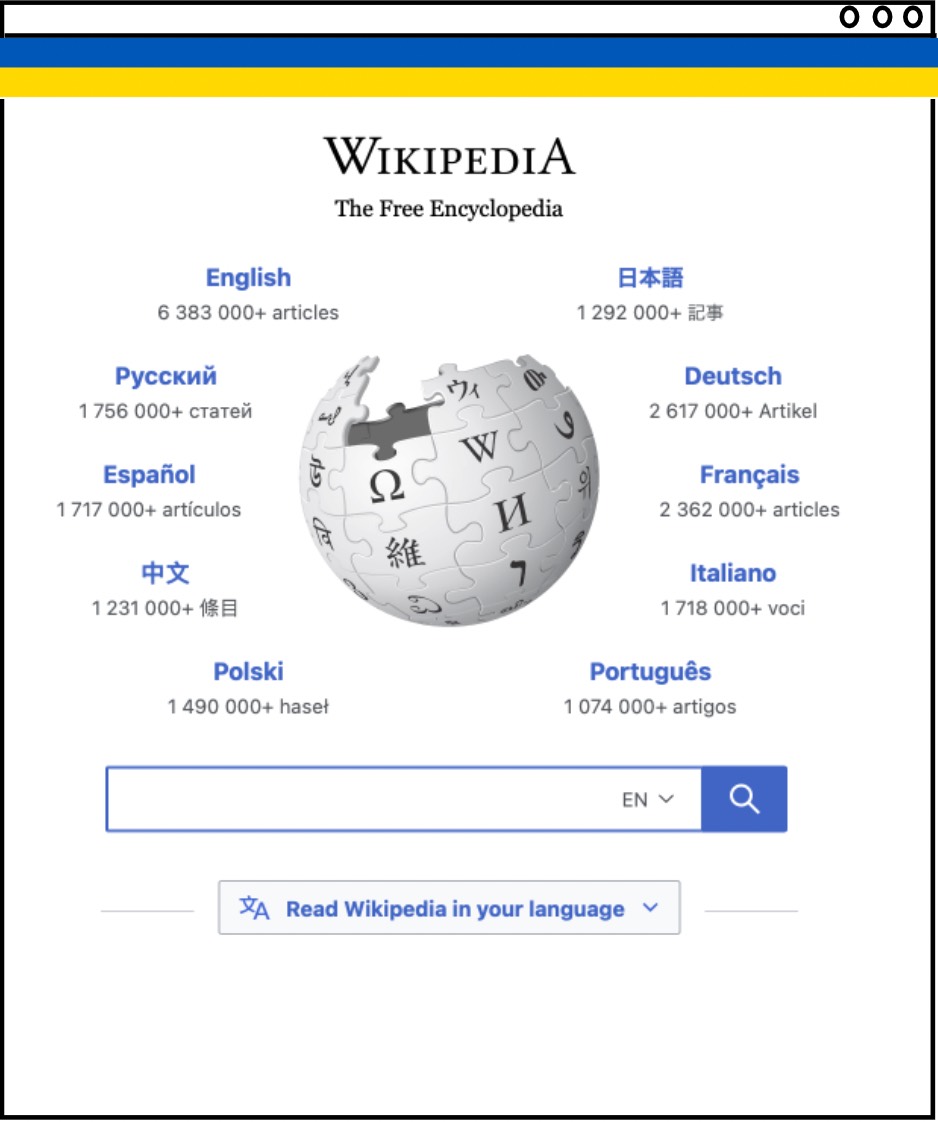 WIKIPEDIA
The Free Encyclopedia
English
6 383 000+ articles
日本語
1 292 000+ 記事
Русский
1 756 000+ статей
Deutsch
2 617 000+ Artikel
Español
1 717 000+ artículos
Français
2 362 000+ articles
中文
1 231 000+ 條目
Italiano
1 718 000+ voci
Polski
1 490 000+ haseł
Português
1 074 000+ artigos
ウィ
W
Ω
И
維
EN
Read Wikipedia in your language